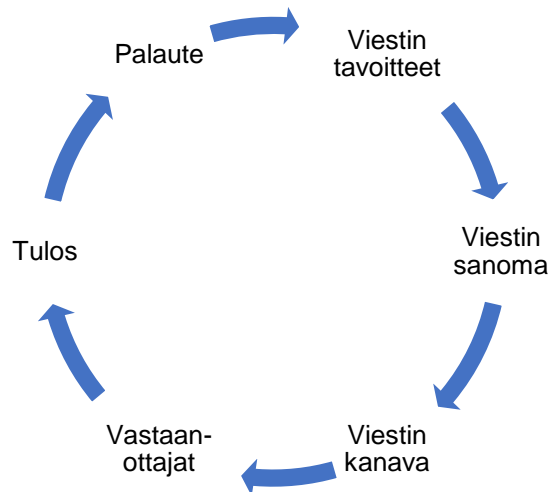 Viestin
tavoitteet
Viestin
sanoma
Viestin
kanava
Vastaan-
ottajat
Tulos
Palaute